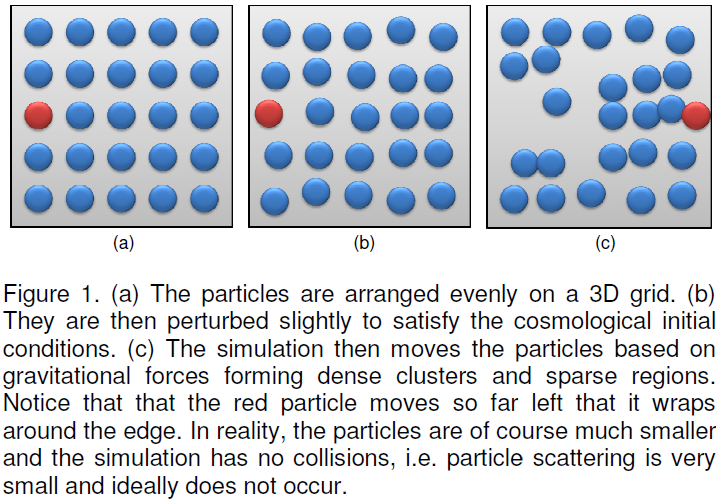 (a)
(b)
(c)
Figure 1. (a) The particles are arranged evenly on a 3D grid. (b)
They are then perturbed slightly to satisfy the cosmological initial
conditions. (c) The simulation then moves the particles based on
gravitational forces forming dense clusters and sparse regions.
Notice that that the red particle moves so far left that it wraps
around the edge. In reality, the particles are of course much smaller
and the simulation has no collisions, i.e. particle scattering is very
small and ideally does not occur.